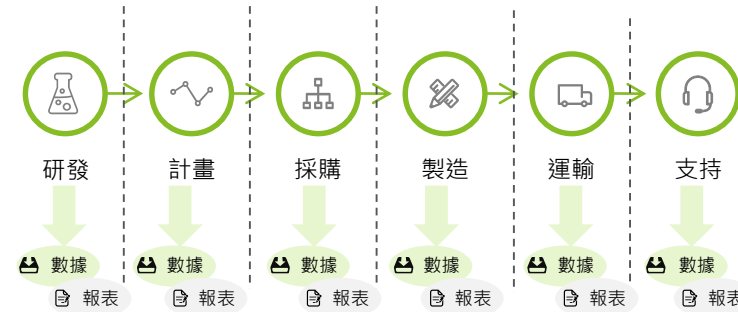 研發 計畫 採購 製造 運輸 支持
數據 數據 數據 數據 數據 數據
報表 報表 報表 報表 報表 報表